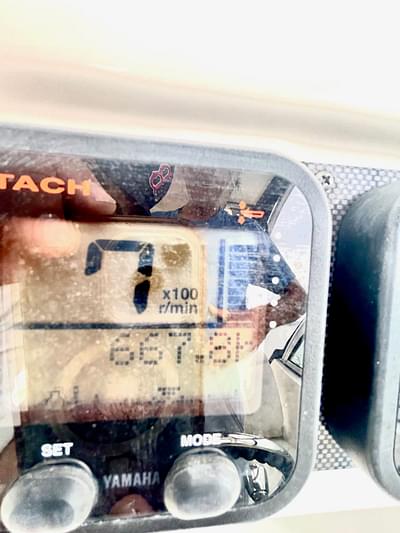 TACH
7
x100
r/min
667.8h
SET
MODE
YAMAHA